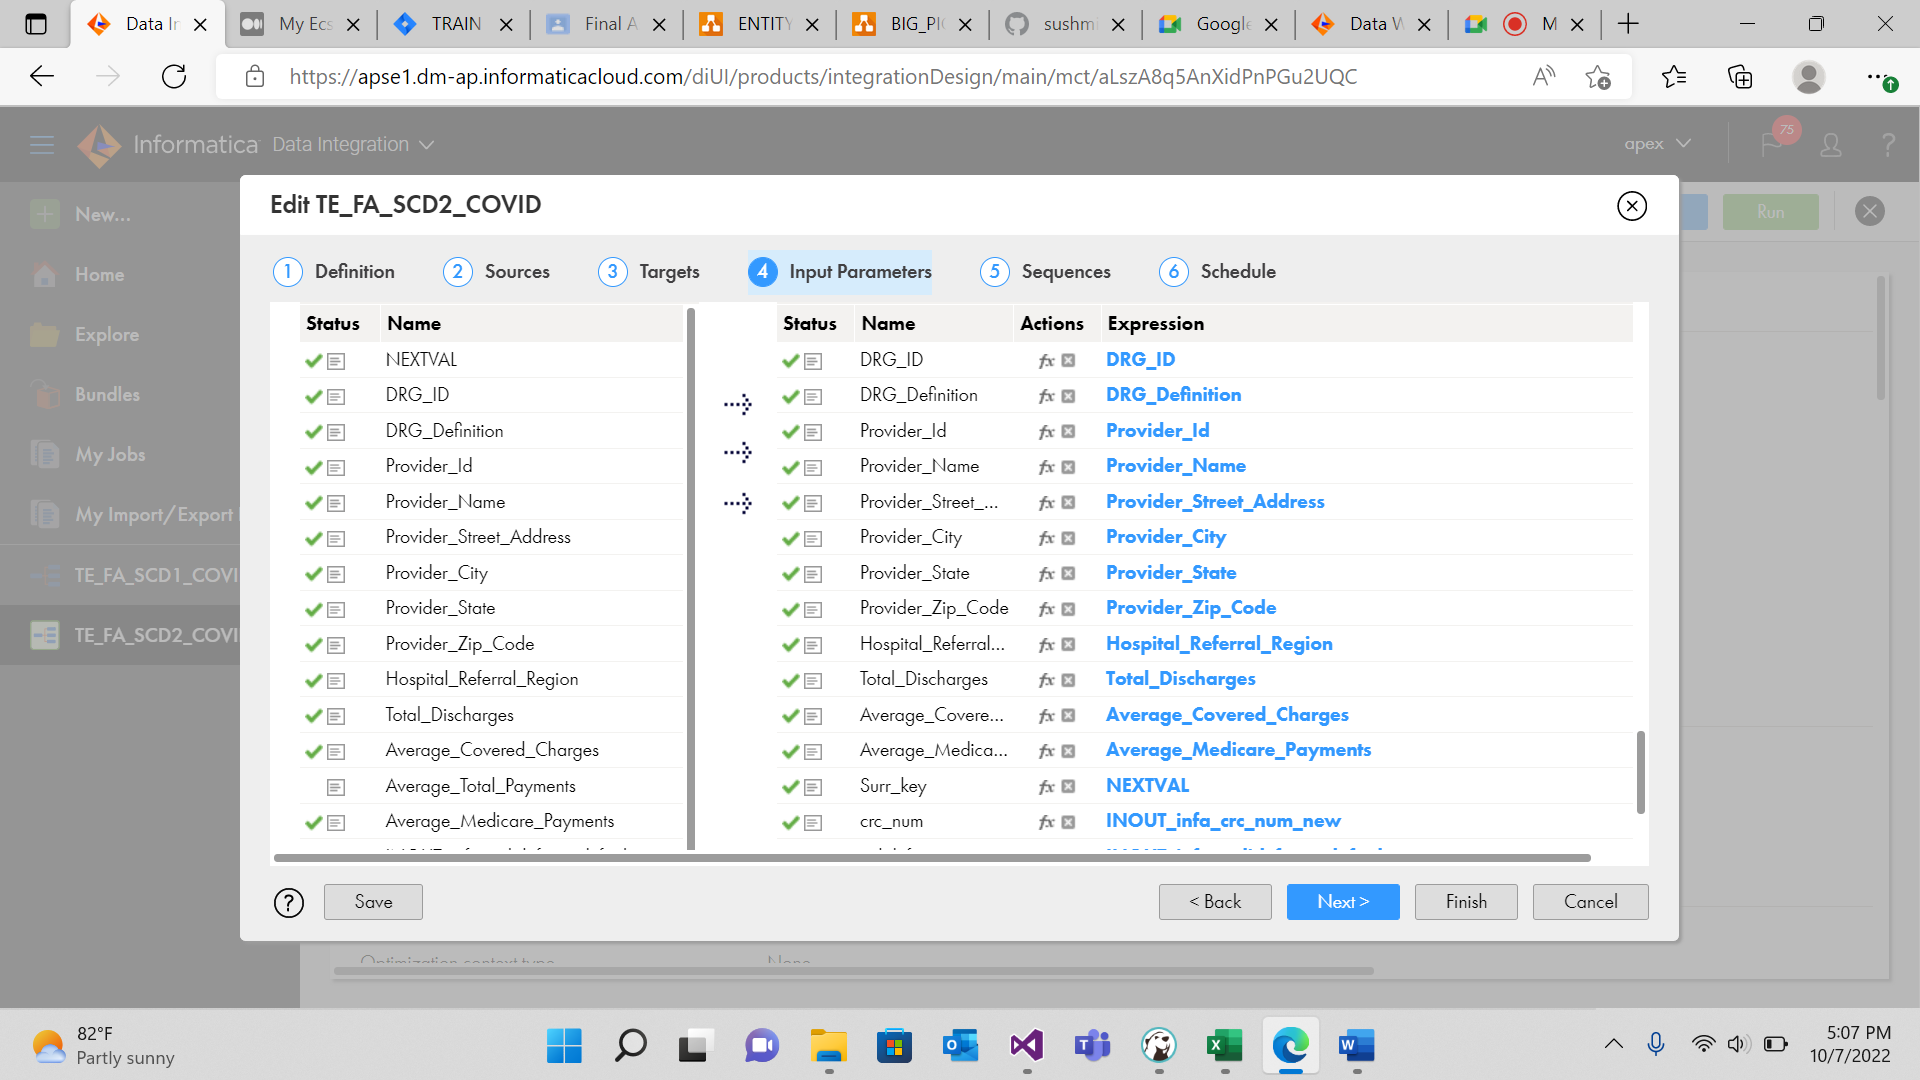 Data In
My Ecs
TRAIN
Final A
ENTITY
BIG_PIC
sushmi
Google
Data W
M
https://apse1.dm-ap.informaticacloud.com/diUI/products/integrationDesign/main/mct/aLszA8q5AnXidPnPGu2UQC
Informatica Data Integration
apex
75
?
New...
Home
Explore
Bundles
My Jobs
My Import/Export
TE_FA_SCD1_COVI
TE_FA_SCD2_COVI
Run
Edit TE_FA_SCD2_COVID
1 Definition 2 Sources 3 Targets 4 Input Parameters 5 Sequences 6 Schedule
Status Name Status Name Actions Expression
NEXTVAL DRG_ID fx DRG_ID
DRG_ID DRG_Definition fx DRG_Definition
DRG_Definition Provider_Id fx Provider_Id
Provider_Id Provider_Name fx Provider_Name
Provider_Name Provider_Street_... fx Provider_Street_Address
Provider_Street_Address Provider_City fx Provider_City
Provider_City Provider_State fx Provider_State
Provider_State Provider_Zip_Code fx Provider_Zip_Code
Provider_Zip_Code Hospital_Referral... fx Hospital_Referral_Region
Hospital_Referral_Region Total_Discharges fx Total_Discharges
Total_Discharges Average_Covere... fx Average_Covered_Charges
Average_Covered_Charges Average_Medica... fx Average_Medicare_Payments
Average_Total_Payments Surr_key fx NEXTVAL
Average_Medicare_Payments crc_num fx INOUT_infa_crc_num_new
? Save < Back Next > Finish Cancel
Optimization context type None
82°F
Partly sunny
5:07 PM
10/7/2022